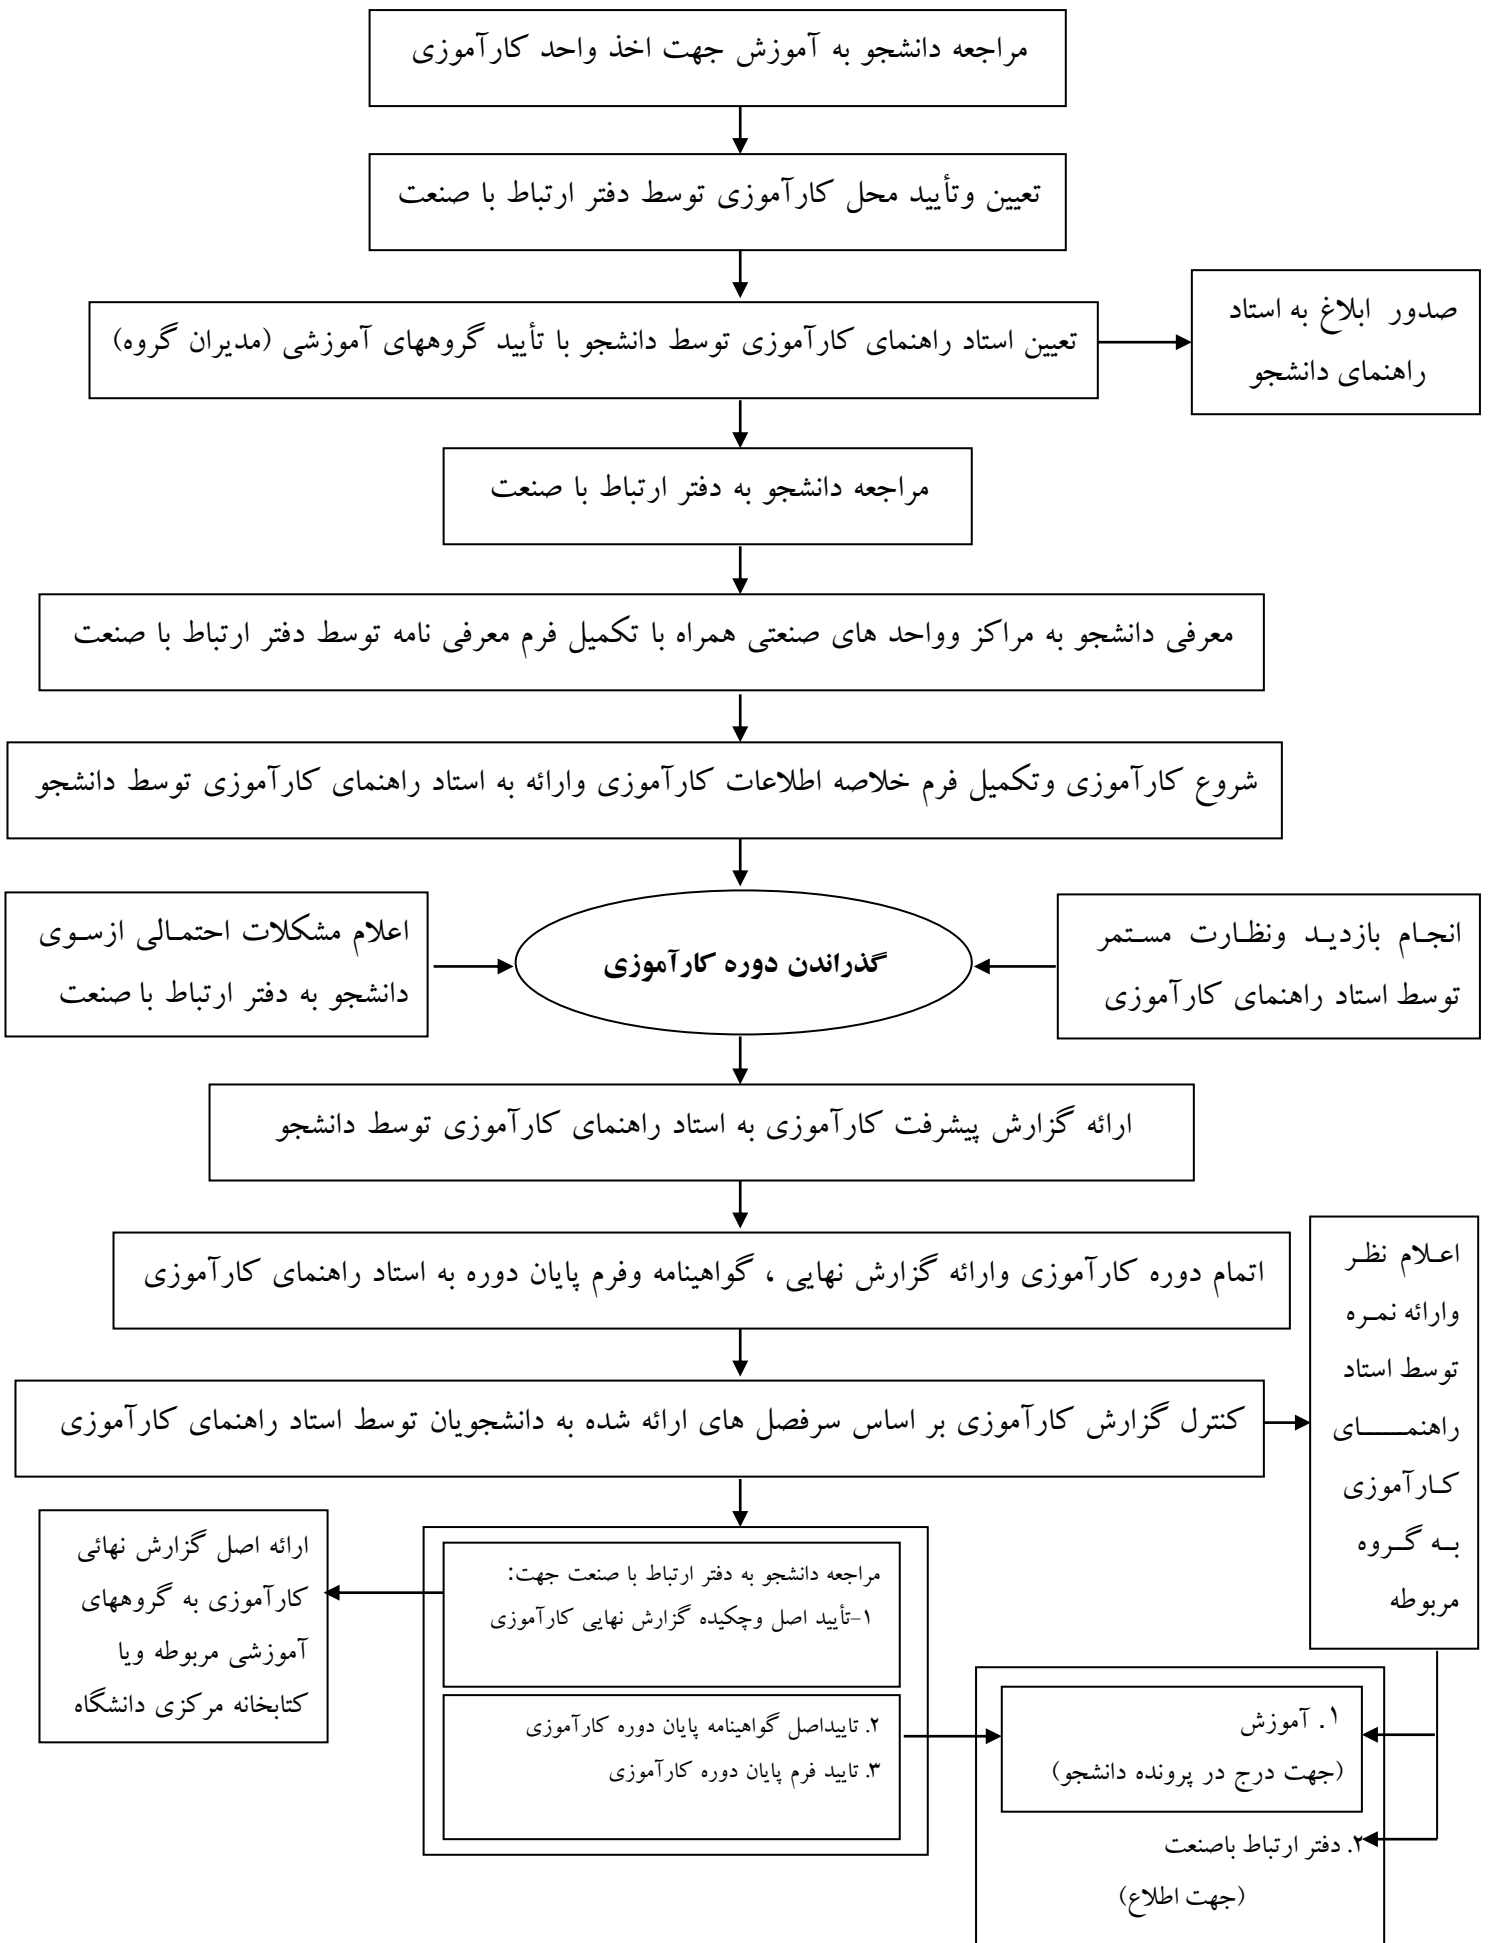 مراجعه دانشجو به آموزش جهت اخذ واحد کارآموزی
تعیین وتأیید محل کارآموزی توسط دفتر ارتباط با صنعت
تعیین استاد راهنمای کارآموزی توسط دانشجو با تأیید گروههای آموزشی (مدیران گروه)
صدور ابلاغ به استاد
راهنمای دانشجو
مراجعه دانشجو به دفتر ارتباط با صنعت
معرفی دانشجو به مراکز وواحد های صنعتی همراه با تکمیل فرم معرفی نامه توسط دفتر ارتباط با صنعت
شروع کارآموزی وتکمیل فرم خلاصه اطلاعات کارآموزی وارائه به استاد راهنمای کارآموزی توسط دانشجو
انجام بازدید ونظارت مستمر
توسط استاد راهنمای کارآموزی
گذراندن دوره کارآموزی
اعلام مشکلات احتمالی ازسوی
دانشجو به دفتر ارتباط با صنعت
ارائه گزارش پیشرفت کارآموزی به استاد راهنمای کارآموزی توسط دانشجو
اتمام دوره کارآموزی وارائه گزارش نهایی ، گواهینامه وفرم پایان دوره به استاد راهنمای کارآموزی
کنترل گزارش کارآموزی بر اساس سرفصل های ارائه شده به دانشجویان توسط استاد راهنمای کارآموزی
اعلام نظر
وارائه نمره
توسط استاد
راهنمای
کارآموزی
به گروه
مربوطه
مراجعه دانشجو به دفتر ارتباط با صنعت جهت:
۱-تأیید اصل وچکیده گزارش نهایی کارآموزی
۲. تاییداصل گواهینامه پایان دوره کارآموزی
۳. تایید فرم پایان دوره کارآموزی
ارائه اصل گزارش نهائی
کارآموزی به گروههای
آموزشی مربوطه ویا
کتابخانه مرکزی دانشگاه
۱. آموزش
(جهت درج در پرونده دانشجو)
۲. دفتر ارتباط باصنعت
(جهت اطلاع)